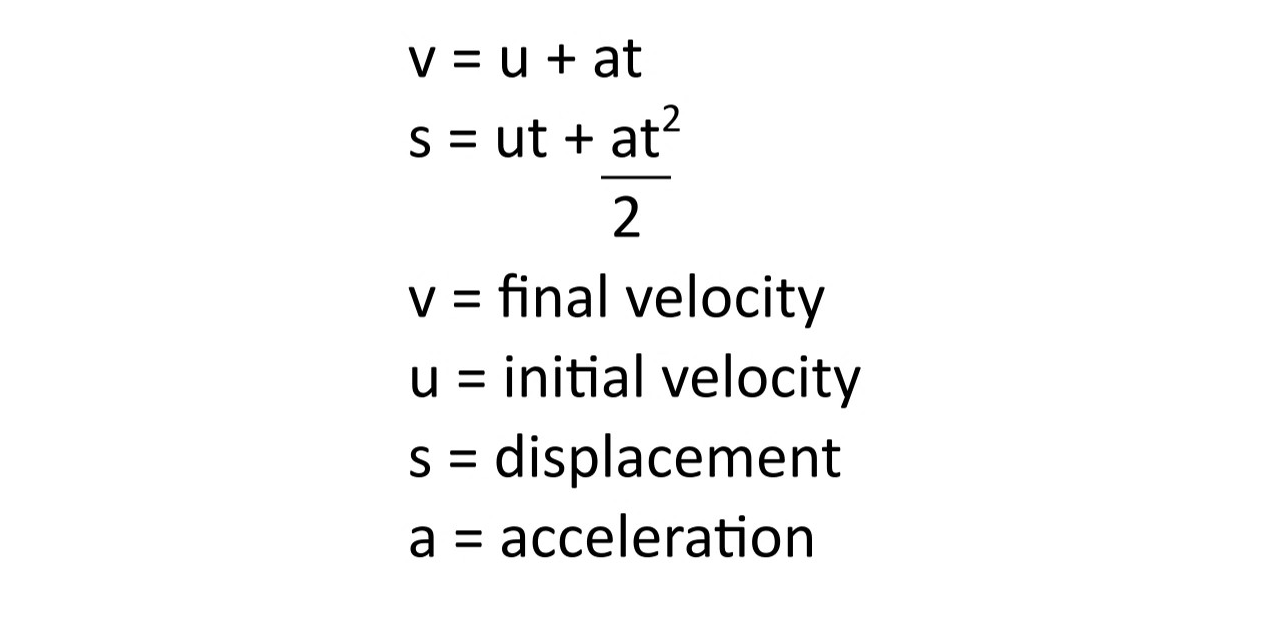 v = u + at
s = ut + at²
2
v = final velocity
u = initial velocity
s = displacement
a = acceleration